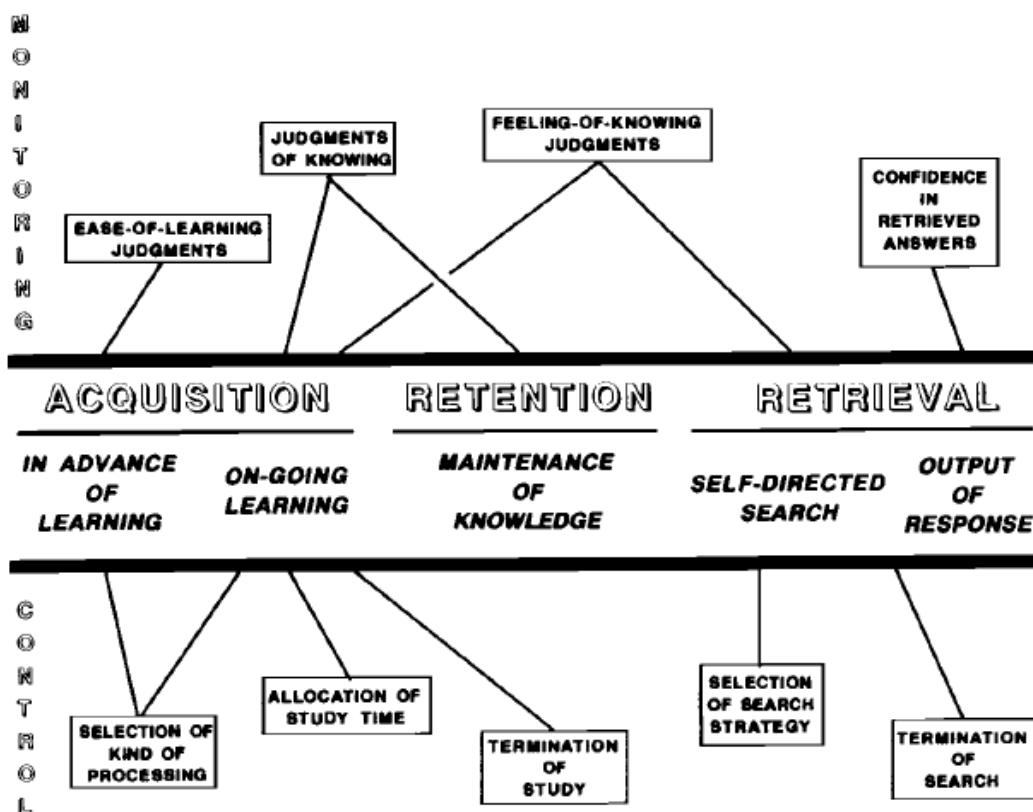 MONITORING
JUDGMENTS
OF KNOWING
FEELING-OF-KNOWING
JUDGMENTS
CONFIDENCE
IN
RETRIEVED
ANSWERS
EASE-OF-LEARNING
JUDGMENTS
ACQUISITION
RETENTION
RETRIEVAL
IN ADVANCE
OF
LEARNING
ON-GOING
LEARNING
MAINTENANCE
OF
KNOWLEDGE
SELF-DIRECTED
SEARCH
OUTPUT
OF
RESPONSE
CONTROL
SELECTION OF
KIND OF
PROCESSING
ALLOCATION OF
STUDY TIME
TERMINATION
OF
STUDY
SELECTION
OF SEARCH
STRATEGY
TERMINATION
OF
SEARCH